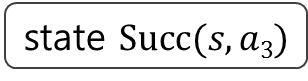 state Succ(s, a₃)